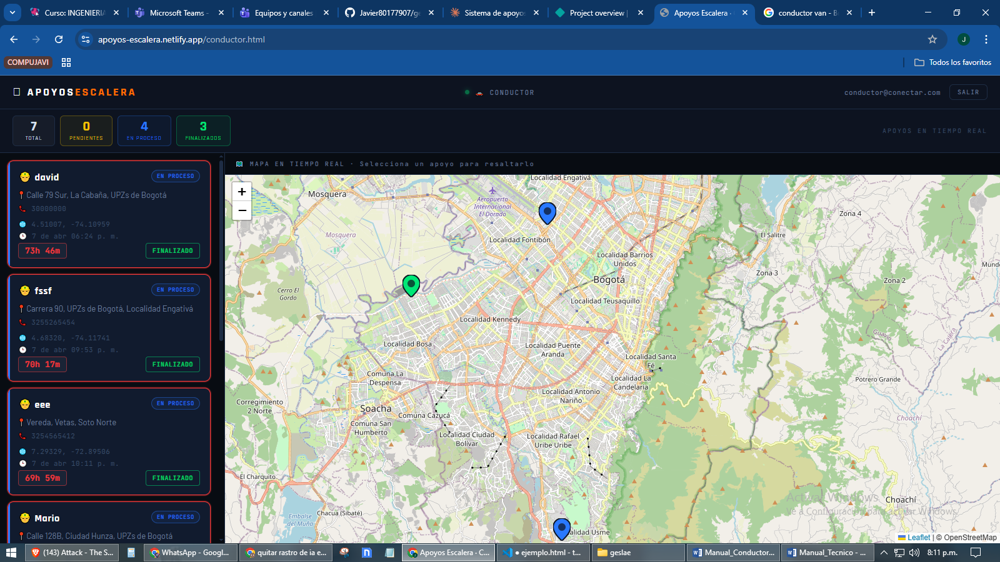 Curso: INGENIERIA
Microsoft Teams -
Equipos y canales
Javier80177907/ge
Sistema de apoyos
Project overview |
Apoyos Escalera ·
conductor van - B
apoyos-escalera.netlify.app/conductor.html
J
COMPUJAVI
Todos los favoritos
APOYOSESCALERA
CONDUCTOR
conductor@conectar.com
SALIR
7
TOTAL
0
PENDIENTES
4
EN PROCESO
3
FINALIZADOS
APOYOS EN TIEMPO REAL
MAPA EN TIEMPO REAL · Selecciona un apoyo para resaltarlo
david
EN PROCESO
Calle 79 Sur, La Cabaña, UPZs de Bogotá
30000000
4.51007, -74.10959
7 de abr 06:24 p. m.
73h 46m
FINALIZADO
fssf
EN PROCESO
Carrera 90, UPZs de Bogotá, Localidad Engativá
3255265454
4.68320, -74.11741
7 de abr 09:53 p. m.
70h 17m
FINALIZADO
eee
EN PROCESO
Vereda, Vetas, Soto Norte
3254565412
7.29329, -72.89506
7 de abr 10:11 p. m.
69h 59m
FINALIZADO
Mario
EN PROCESO
Calle 128B, Ciudad Hunza, UPZs de Bogotá
+
−
Localidad Engativá
Mosquera
Aeropuerto
Internacional
El Dorado
Zona 4
Mosquera
Localidad Fontibón
El Salitre
Localidad Barrios
Unidos
Mundo
Zona 3
Bogotá
Zona 2
Cerro El
Gordo
Localidad Teusaquillo
Localidad Kennedy
Guavio
La Calera
Localidad Bosa
Localidad Puente
Aranda
Localidad Santa
Fé
Comuna La
Despensa
Localidad La
Candelaria
Potrero Grande
Localidad Antonio
Nariño
Corregimiento
2 Norte
Soacha
Comuna Cazucá
Choachí
Comuna San
Humberto
Localidad Ciudad
Bolívar
Localidad Rafael
Uribe Uribe
El Charquito
Activar Windows
Ve a Configuración para activar Windows.
Choachí
Chacua (Sibaté)
Embalse
del Muña
Localidad Usme
Leaflet | © OpenStreetMap
(143) Attack - The S...
WhatsApp - Googl...
quitar rastro de ia e...
Apoyos Escalera · C...
● ejemplo.html - t...
geslae
Manual_Conductor...
Manual_Tecnico - ...
8:11 p.m.